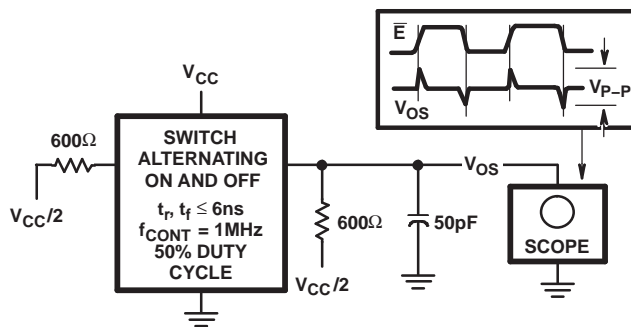 E
V_OS
V_P–P
V_CC
600Ω
V_CC/2
SWITCH
ALTERNATING
ON AND OFF
t_r, t_f ≤ 6ns
f_CONT = 1MHz
50% DUTY
CYCLE
600Ω
V_CC/2
50pF
V_OS
SCOPE